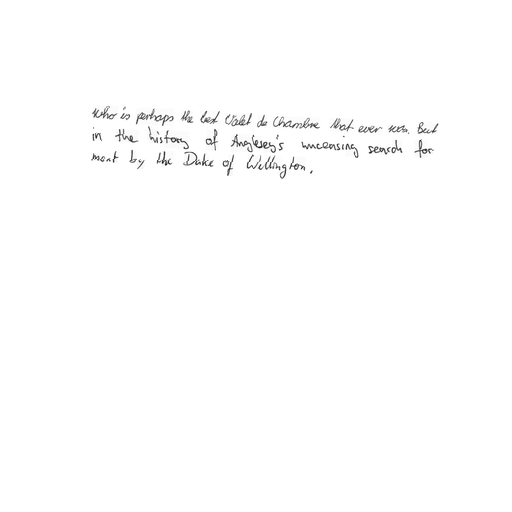 who is perhaps the best Valet de Chambre that ever was. But
in the history of Anglesey's unceasing search for
ment by the Duke of Wellington.